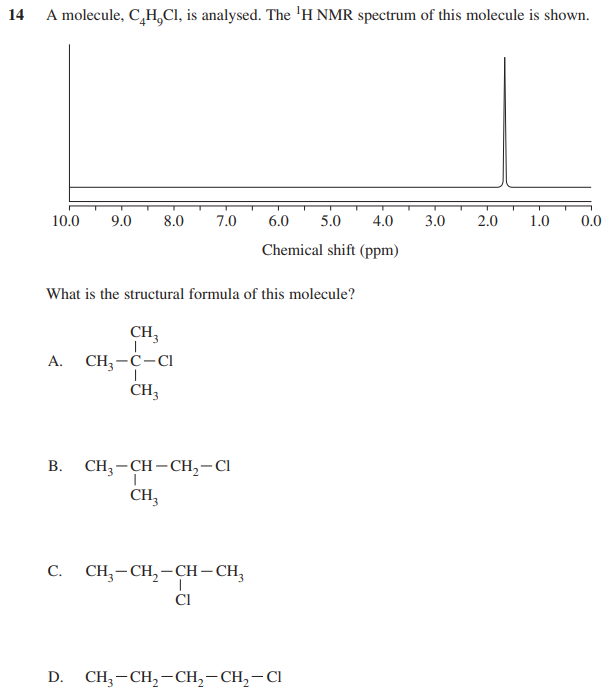 14 A molecule, C₄H₉Cl, is analysed. The ¹H NMR spectrum of this molecule is shown.
10.0 9.0 8.0 7.0 6.0 5.0 4.0 3.0 2.0 1.0 0.0
Chemical shift (ppm)
What is the structural formula of this molecule?
CH₃
A. CH₃–C–Cl
CH₃
B. CH₃–CH–CH₂–Cl
CH₃
C. CH₃–CH₂–CH–CH₃
Cl
D. CH₃–CH₂–CH₂–CH₂–Cl